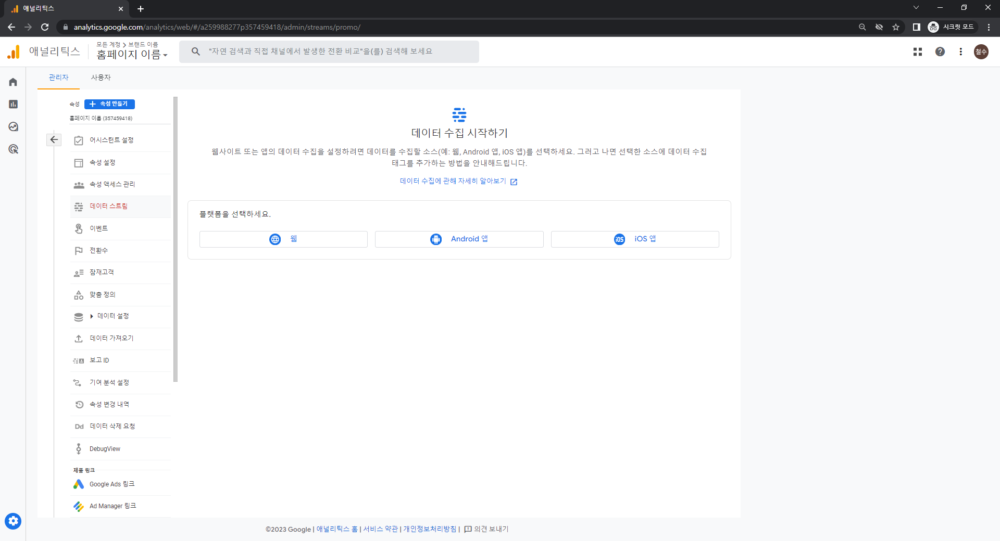 애널리틱스
analytics.google.com/analytics/web/#/a259988277p357459418/admin/streams/promo/
시크릿 모드
애널리틱스
모든 계정 > 브랜드 이름
홈페이지 이름
"자연 검색과 직접 채널에서 발생한 전환 비교"을(를) 검색해 보세요
철수
관리자
사용자
속성
속성 만들기
홈페이지 이름 (357459418)
어시스턴트 설정
속성 설정
속성 액세스 관리
데이터 스트림
이벤트
전환수
잠재고객
맞춤 정의
데이터 설정
데이터 가져오기
보고 ID
기여 분석 설정
속성 변경 내역
Dd 데이터 삭제 요청
DebugView
제품 링크
Google Ads 링크
Ad Manager 링크
데이터 수집 시작하기
웹사이트 또는 앱의 데이터 수집을 설정하려면 데이터를 수집할 소스(예: 웹, Android 앱, iOS 앱)를 선택하세요. 그러고 나면 선택한 소스에 데이터 수집
태그를 추가하는 방법을 안내해드립니다.
데이터 수집에 관해 자세히 알아보기
플랫폼을 선택하세요.
웹
Android 앱
iOS iOS 앱
©2023 Google | 애널리틱스 홈 | 서비스 약관 | 개인정보처리방침 | 의견 보내기